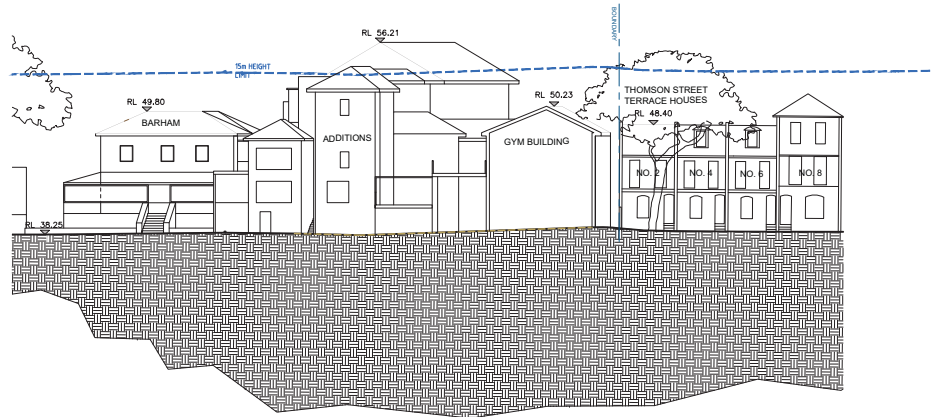 BOUNDARY
RL 56.21
15m HEIGHT
LIMIT
THOMSON STREET
TERRACE HOUSES
RL 49.80
RL 50.23
RL 48.40
BARHAM
ADDITIONS
GYM BUILDING
NO. 2
NO. 4
NO. 6
NO. 8
RL 38.25